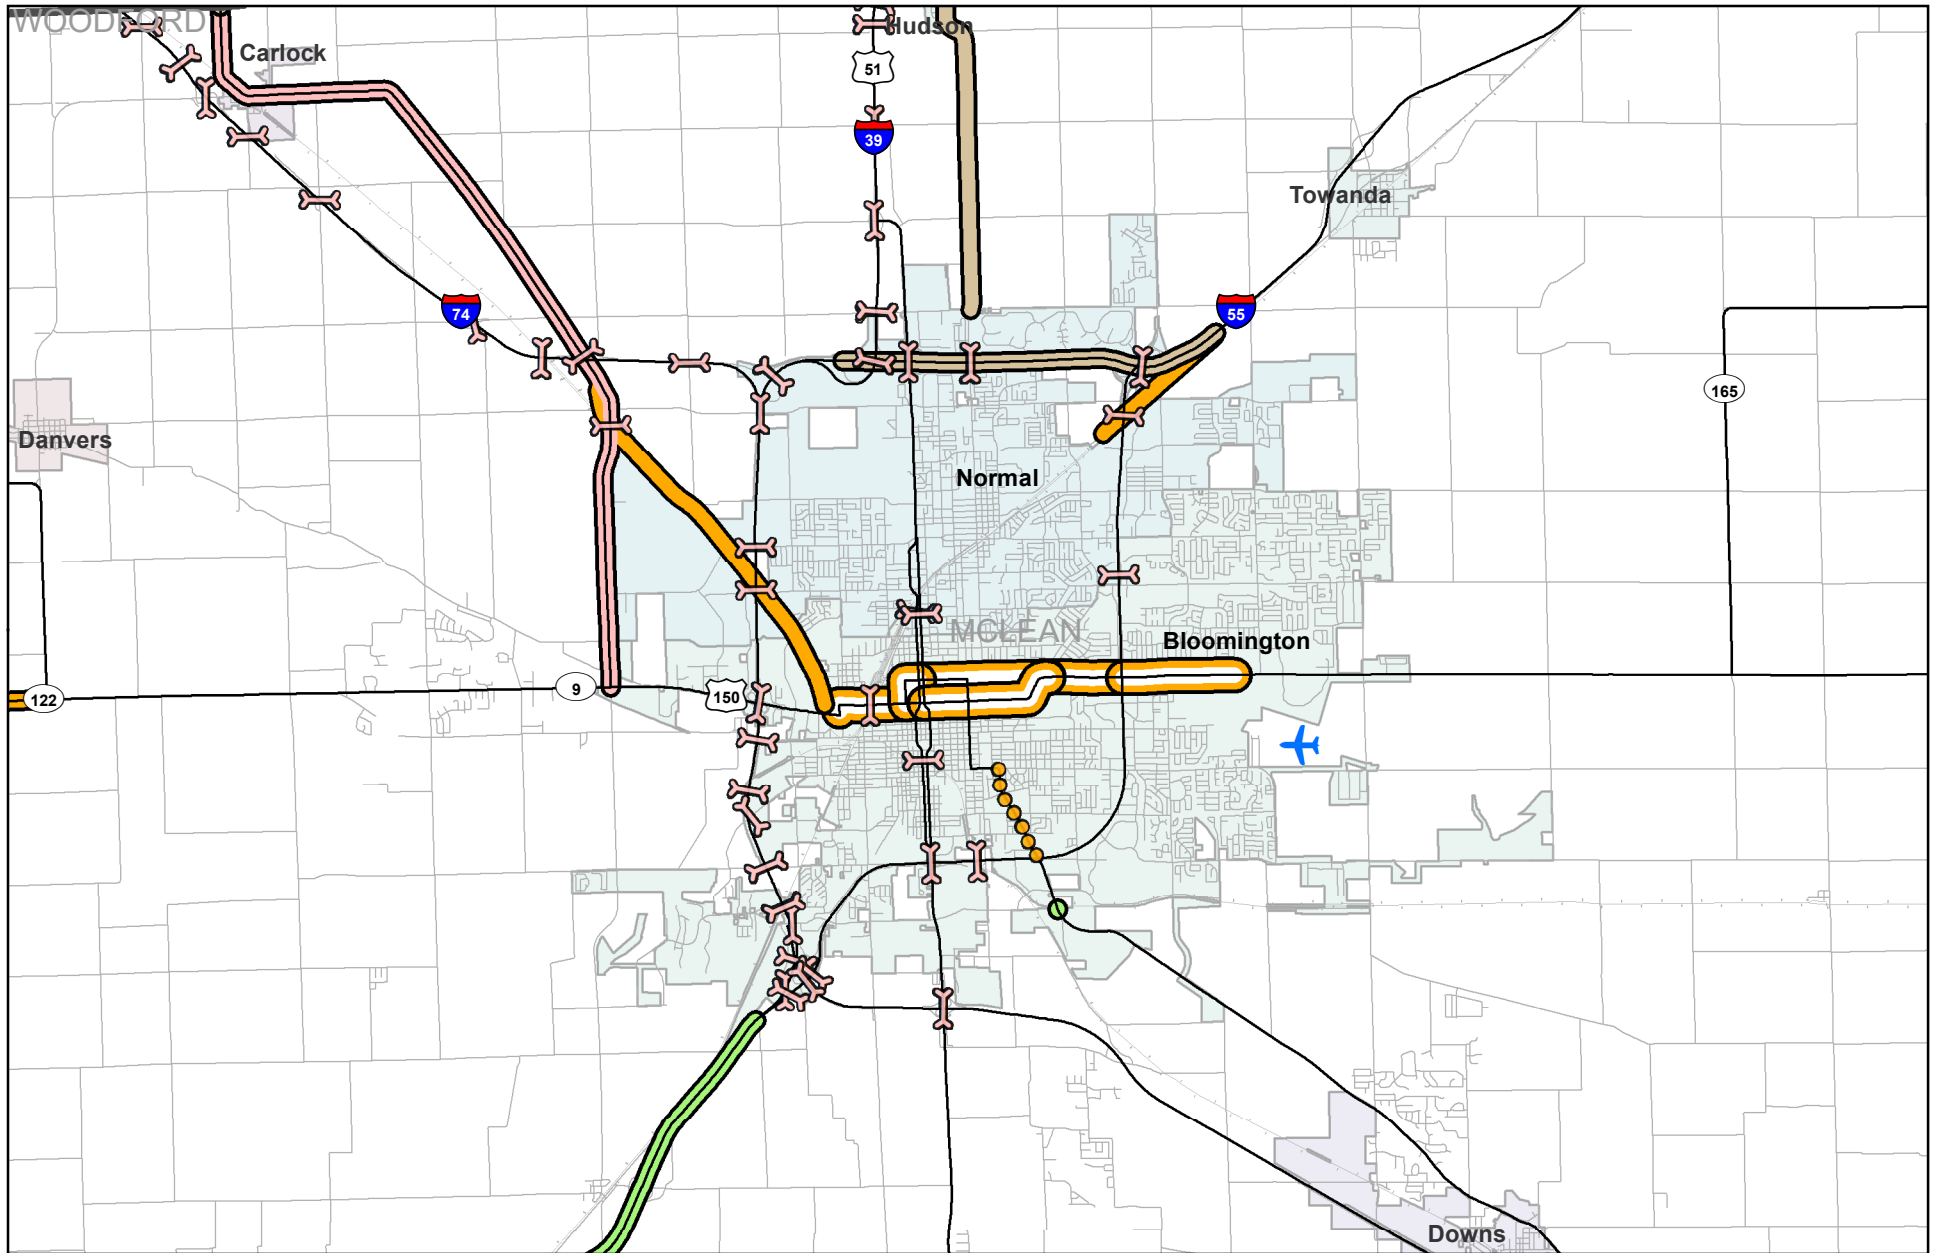 WOODFORD
Hudson
Carlock
51
39
Towanda
74
55
165
Danvers
Normal
MCLEAN
Bloomington
122
9
150
Downs